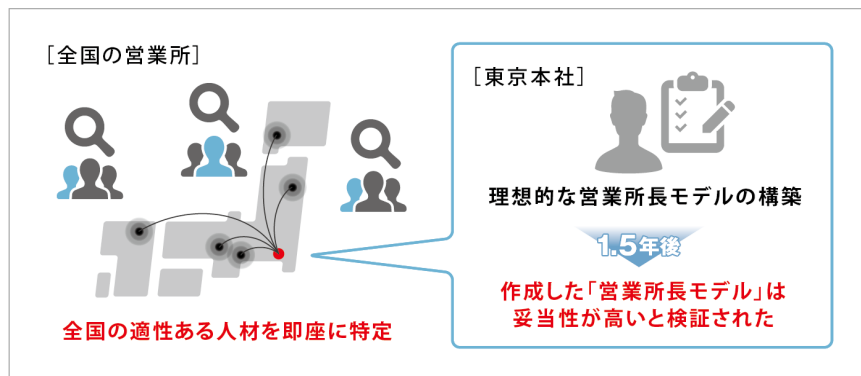 ［全国の営業所］
全国の適性ある人材を即座に特定
［東京本社］
理想的な営業所長モデルの構築
1.5年後
作成した「営業所長モデル」は
妥当性が高いと検証された